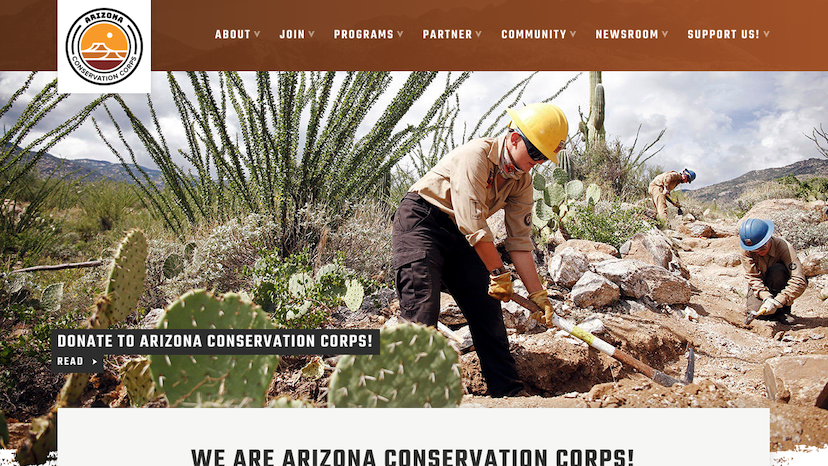 ARIZONA
CONSERVATION CORPS
ABOUT JOIN PROGRAMS PARTNER COMMUNITY NEWSROOM SUPPORT US!
DONATE TO ARIZONA CONSERVATION CORPS!
READ
WE ARE ARIZONA CONSERVATION CORPS!